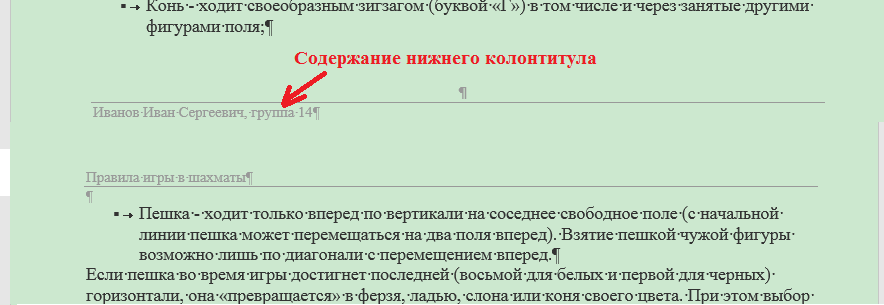 ▪→Конь·-·ходит·своеобразным·зигзагом·(буквой·«Г»)·в·том·числе·и·через·занятые·другими·
фигурами·поля;¶
Содержание нижнего колонтитула
¶
Иванов·Иван·Сергеевич,·группа·14¶
Правила·игры·в·шахматы¶
¶
▪→Пешка·-·ходит·только·вперед·по·вертикали·на·соседнее·свободное·поле·(с·начальной·
линии·пешка·может·перемещаться·на·два·поля·вперед).·Взятие·пешкой·чужой·фигуры·
возможно·лишь·по·диагонали·с·перемещением·вперед.¶
Если·пешка·во·время·игры·достигнет·последней·(восьмой·для·белых·и·первой·для·черных)·
горизонтали,·она·«превращается»·в·ферзя,·ладью,·слона·или·коня·своего·цвета.·При·этом·выбор·